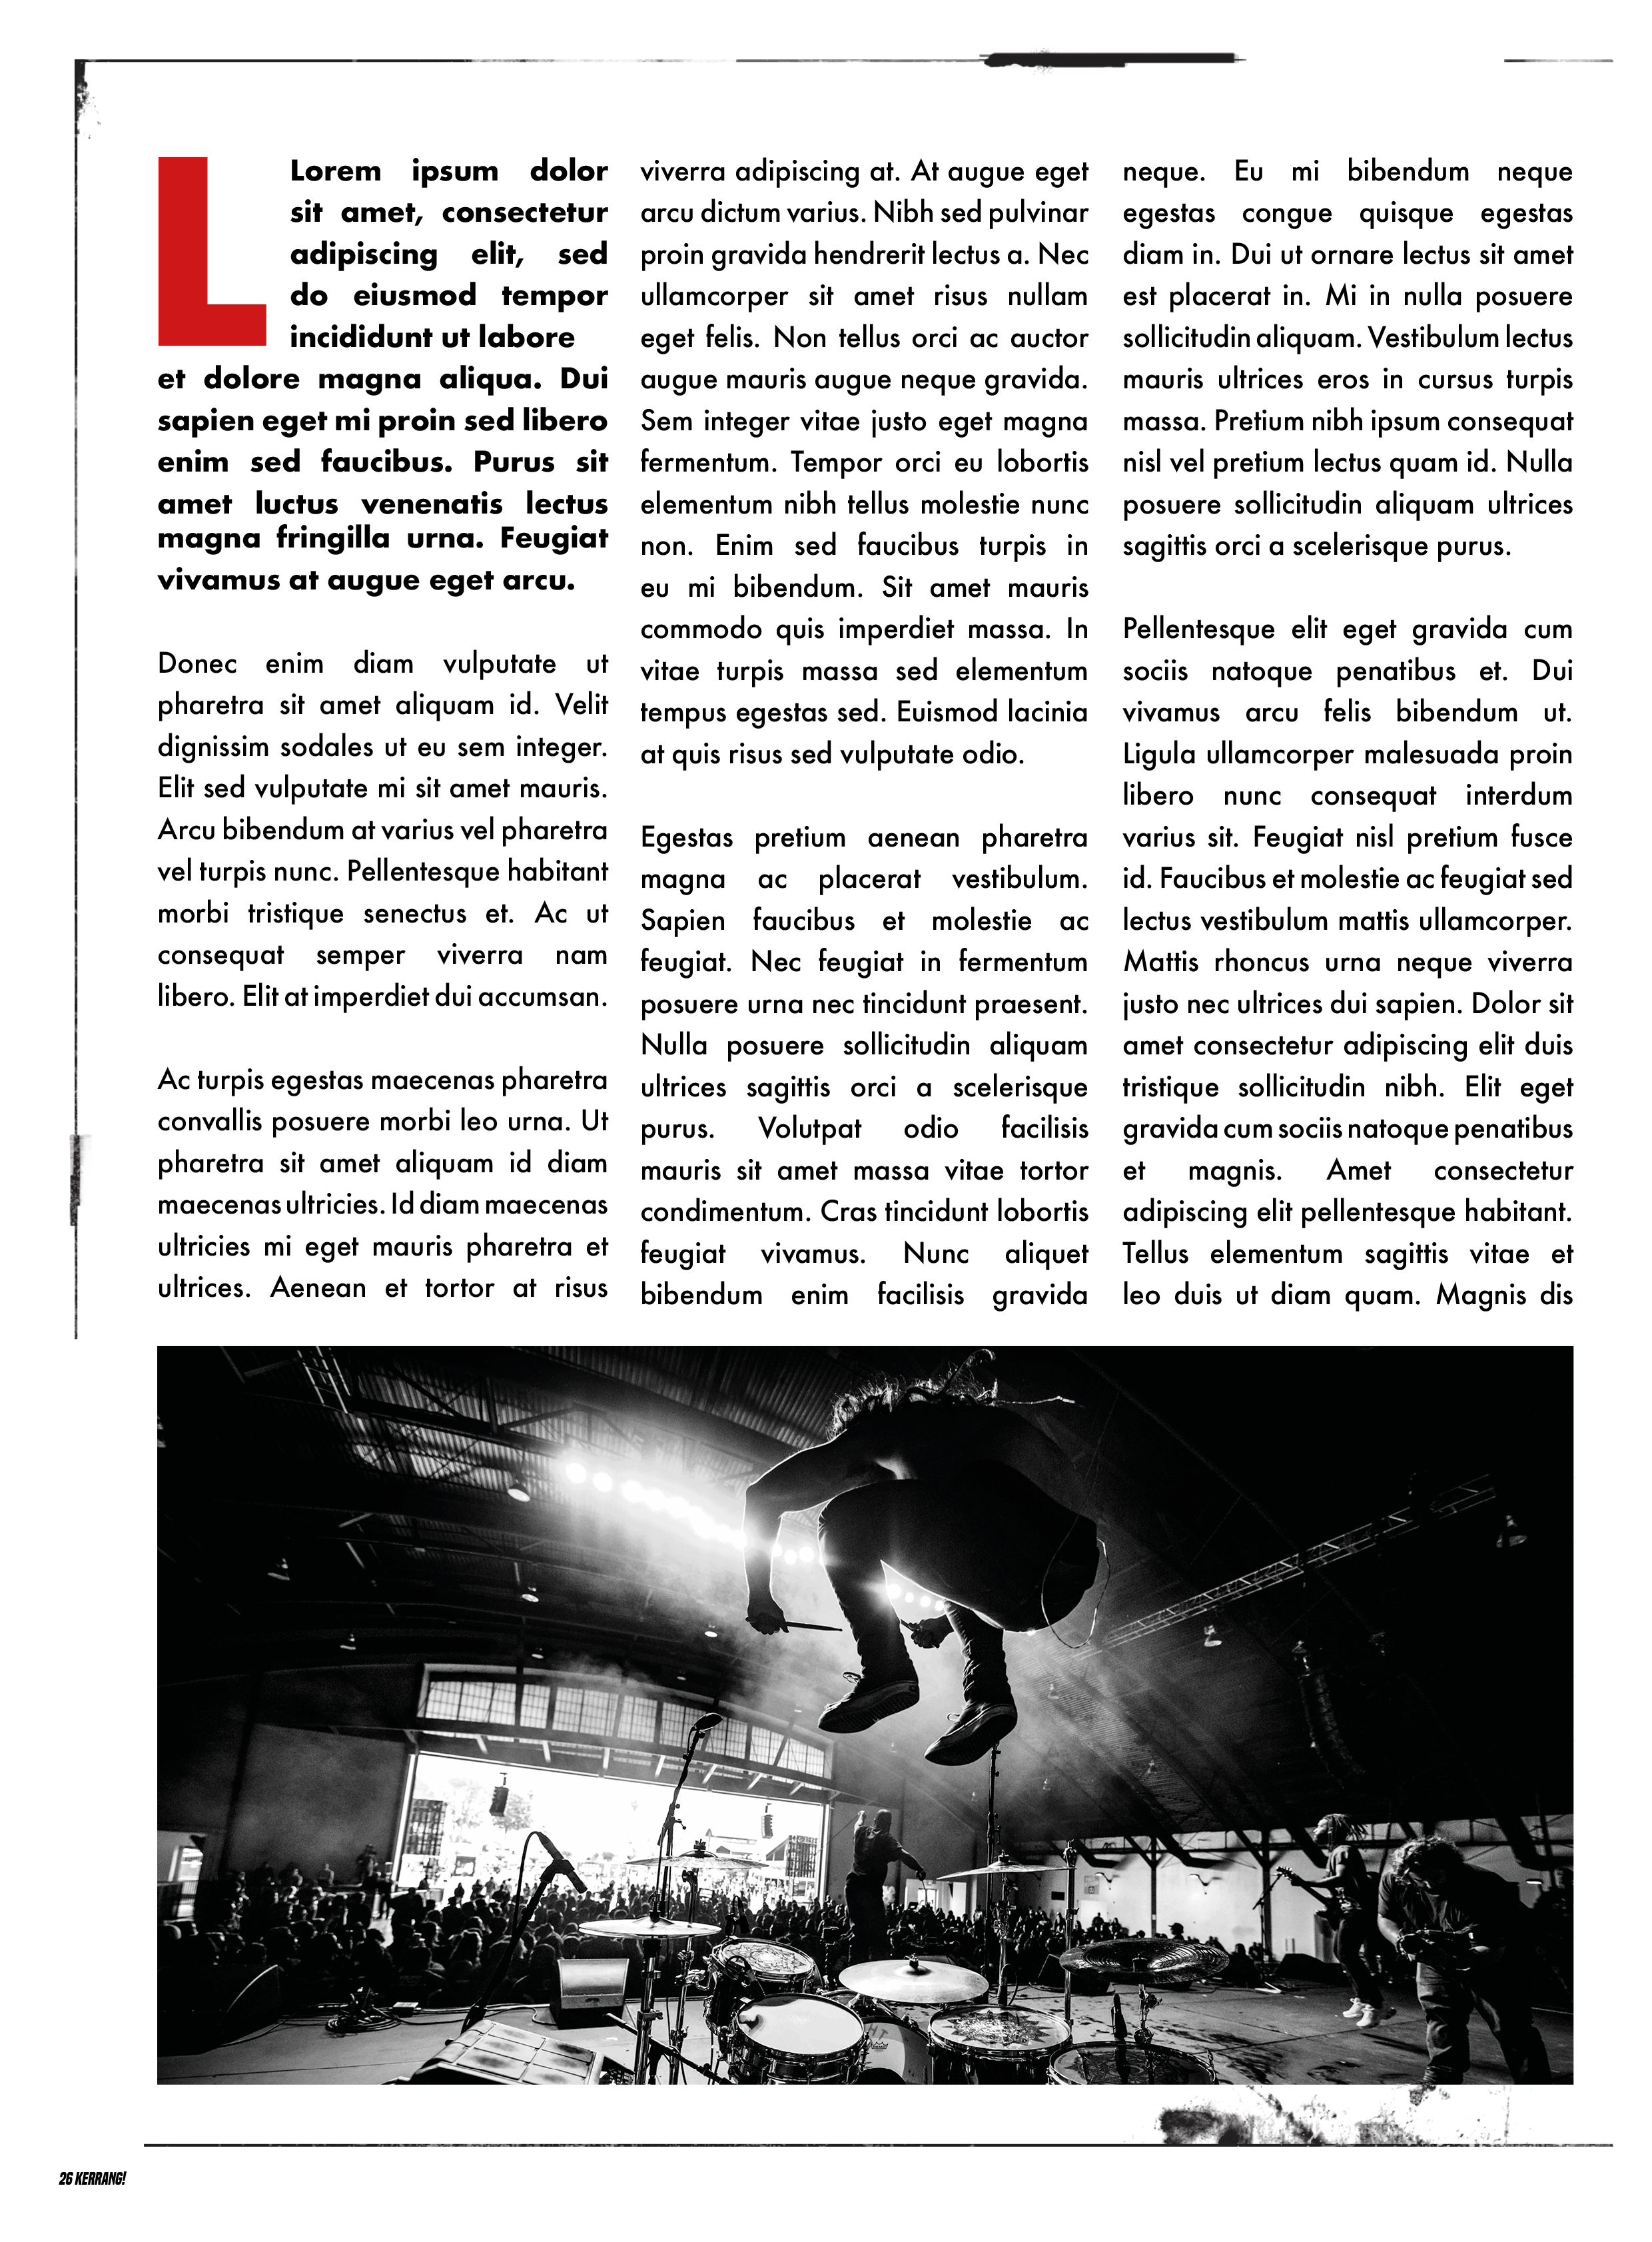 L
Lorem ipsum dolor
sit amet, consectetur
adipiscing elit, sed
do eiusmod tempor
incididunt ut labore
et dolore magna aliqua. Dui
sapien eget mi proin sed libero
enim sed faucibus. Purus sit
amet luctus venenatis lectus
magna fringilla urna. Feugiat
vivamus at augue eget arcu.
Donec enim diam vulputate ut
pharetra sit amet aliquam id. Velit
dignissim sodales ut eu sem integer.
Elit sed vulputate mi sit amet mauris.
Arcu bibendum at varius vel pharetra
vel turpis nunc. Pellentesque habitant
morbi tristique senectus et. Ac ut
consequat semper viverra nam
libero. Elit at imperdiet dui accumsan.
Ac turpis egestas maecenas pharetra
convallis posuere morbi leo urna. Ut
pharetra sit amet aliquam id diam
maecenas ultricies. Id diam maecenas
ultricies mi eget mauris pharetra et
ultrices. Aenean et tortor at risus
viverra adipiscing at. At augue eget
arcu dictum varius. Nibh sed pulvinar
proin gravida hendrerit lectus a. Nec
ullamcorper sit amet risus nullam
eget felis. Non tellus orci ac auctor
augue mauris augue neque gravida.
Sem integer vitae justo eget magna
fermentum. Tempor orci eu lobortis
elementum nibh tellus molestie nunc
non. Enim sed faucibus turpis in
eu mi bibendum. Sit amet mauris
commodo quis imperdiet massa. In
vitae turpis massa sed elementum
tempus egestas sed. Euismod lacinia
at quis risus sed vulputate odio.
Egestas pretium aenean pharetra
magna ac placerat vestibulum.
Sapien faucibus et molestie ac
feugiat. Nec feugiat in fermentum
posuere urna nec tincidunt praesent.
Nulla posuere sollicitudin aliquam
ultrices sagittis orci a scelerisque
purus. Volutpat odio facilisis
mauris sit amet massa vitae tortor
condimentum. Cras tincidunt lobortis
feugiat vivamus. Nunc aliquet
bibendum enim facilisis gravida
neque. Eu mi bibendum neque
egestas congue quisque egestas
diam in. Dui ut ornare lectus sit amet
est placerat in. Mi in nulla posuere
sollicitudin aliquam. Vestibulum lectus
mauris ultrices eros in cursus turpis
massa. Pretium nibh ipsum consequat
nisl vel pretium lectus quam id. Nulla
posuere sollicitudin aliquam ultrices
sagittis orci a scelerisque purus.
Pellentesque elit eget gravida cum
sociis natoque penatibus et. Dui
vivamus arcu felis bibendum ut.
Ligula ullamcorper malesuada proin
libero nunc consequat interdum
varius sit. Feugiat nisl pretium fusce
id. Faucibus et molestie ac feugiat sed
lectus vestibulum mattis ullamcorper.
Mattis rhoncus urna neque viverra
justo nec ultrices dui sapien. Dolor sit
amet consectetur adipiscing elit duis
tristique sollicitudin nibh. Elit eget
gravida cum sociis natoque penatibus
et magnis. Amet consectetur
adipiscing elit pellentesque habitant.
Tellus elementum sagittis vitae et
leo duis ut diam quam. Magnis dis
26 KERRANG!